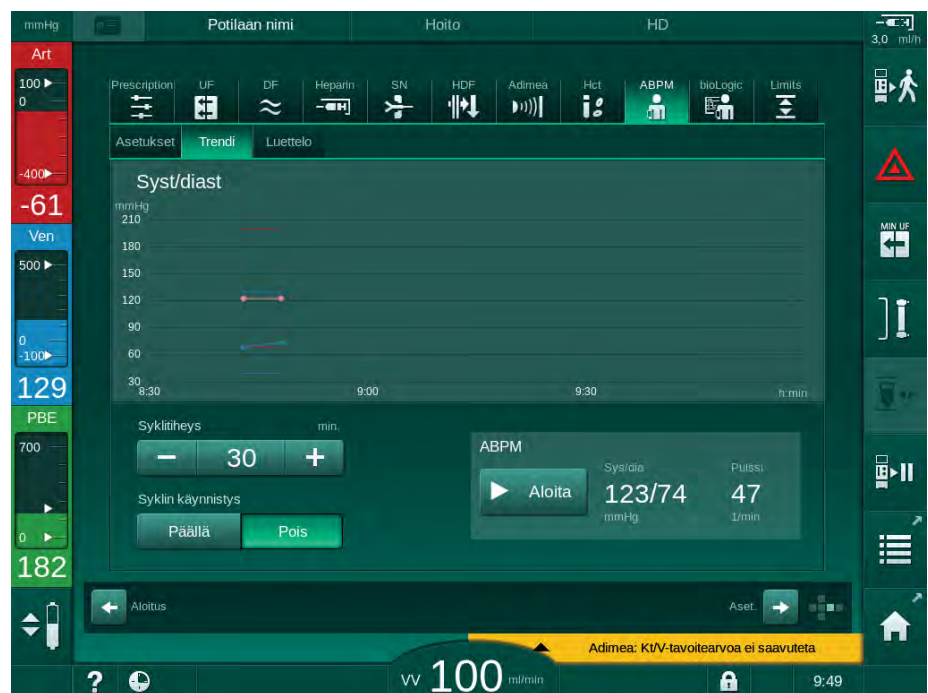 mmHg Potilaan nimi Hoito HD 3,0 ml/h
Art
100
0
-400
-61
Ven
500
0
-100
129
PBE
700
0
182
Prescription UF DF Heparin SN HDF Adimea Hct ABPM bioLogic Limits
Asetukset Trendi Luettelo
Syst/diast
mmHg
210
180
150
120
90
60
30
8:30 9:00 9:30 h:min
Syklitiheys min.
30
Syklin käynnistys
Päällä Pois
ABPM
Aloita
Sys/dia Pulssi
123/74 47
mmHg 1/min
MIN UF
Aloitus Aset.
Adimea: Kt/V-tavoitearvoa ei saavuteta
? VV 100 ml/min 9:49